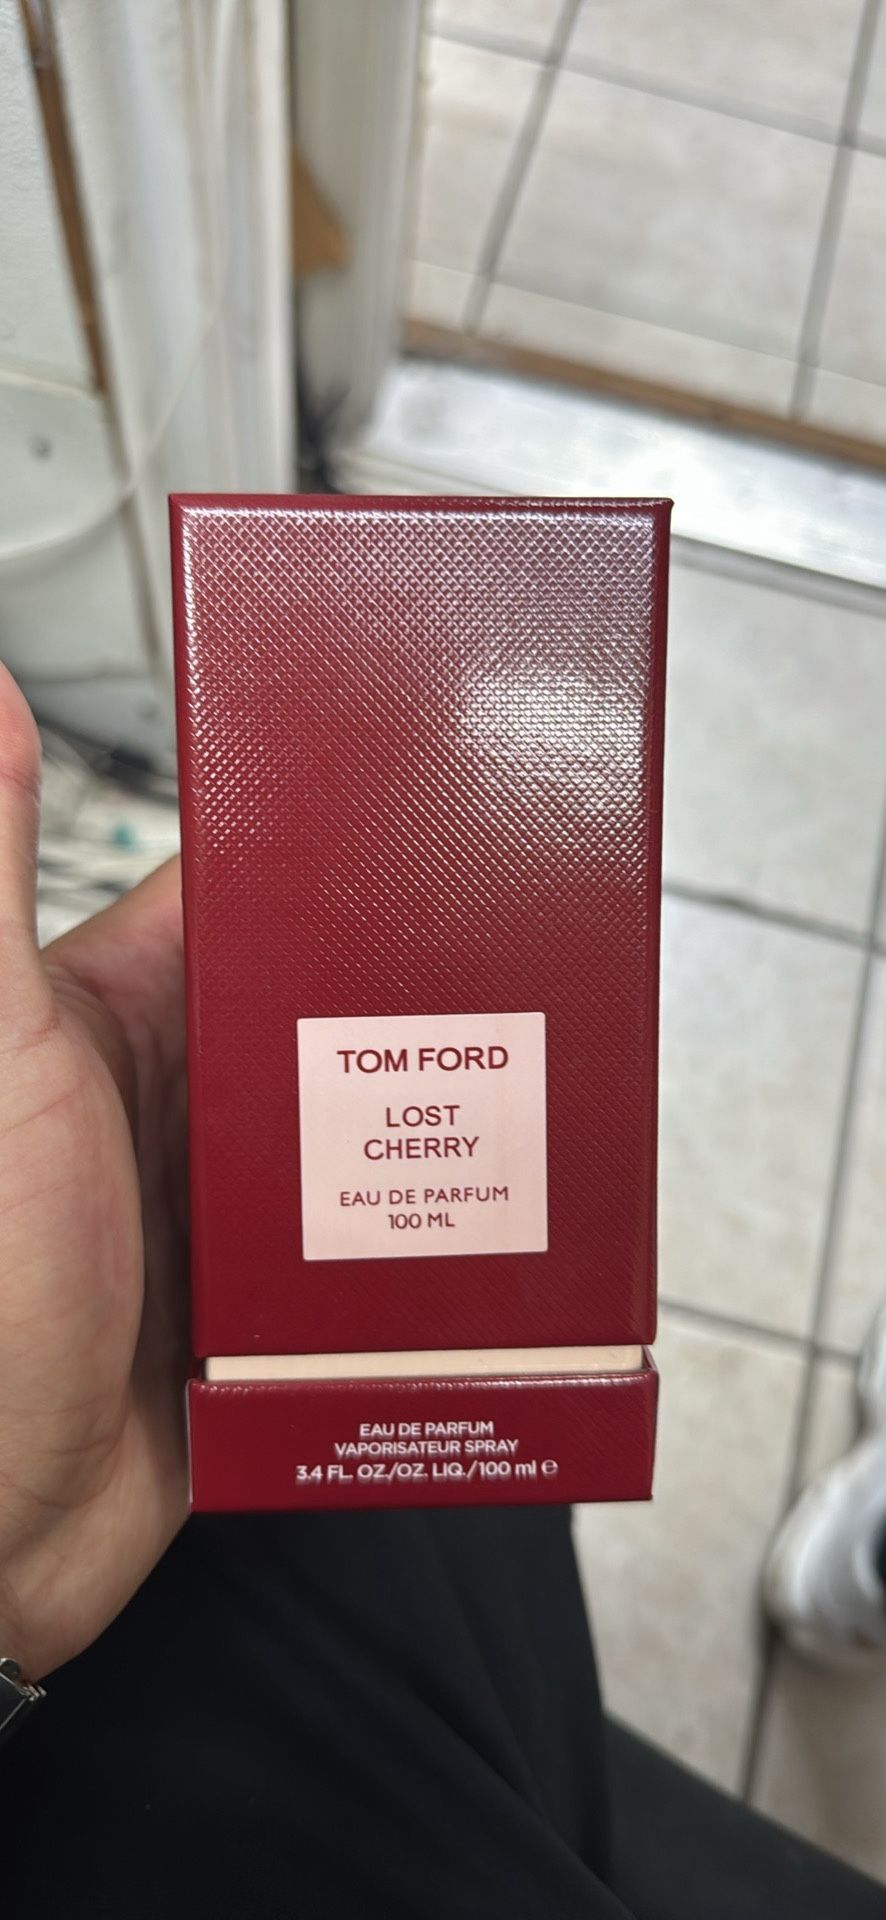 TOM FORD
LOST
CHERRY
EAU DE PARFUM
100 ML
EAU DE PARFUM
VAPORISATEUR SPRAY
3.4 FL. OZ./OZ. LIQ./100 ml ℮